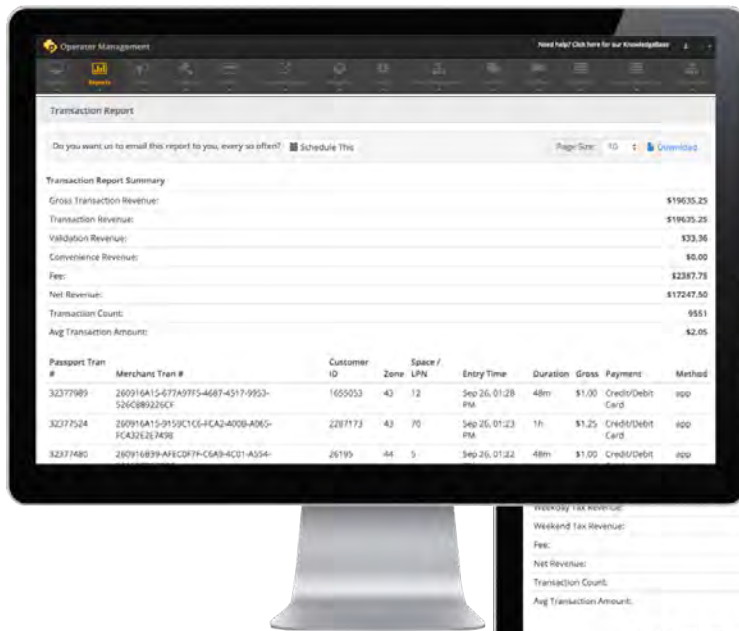 Operator Management
Need help? Click here for our KnowledgeBase
Reports
Transaction Report
Do you want us to email this report to you, every so often? Schedule This
Page Size: 10 Download
Transaction Report Summary
Gross Transaction Revenue: $19635.25
Transaction Revenue: $19635.25
Validation Revenue: $33.36
Convenience Revenue: $0.00
Fee: $2387.75
Net Revenue: $17247.50
Transaction Count: 9551
Avg Transaction Amount: $2.05
Passport Tran # Merchant Tran # Customer ID Zone Space / LPN Entry Time Duration Gross Payment Method
32377989 260916A15-677A97F5-4687-4517-9953- 1655053 43 12 Sep 26, 01:28 48m $1.00 Credit/Debit app
PM Card
32377524 2287173 43 70 Sep 26, 01:23 1h $1.25 Credit/Debit app
PM Card
32377480 26195 44 5 Sep 26, 01:22 48m $1.00 Credit/Debit app
Weekday Tax Revenue:
Weekend Tax Revenue:
Fee:
Net Revenue:
Transaction Count:
Avg Transaction Amount: